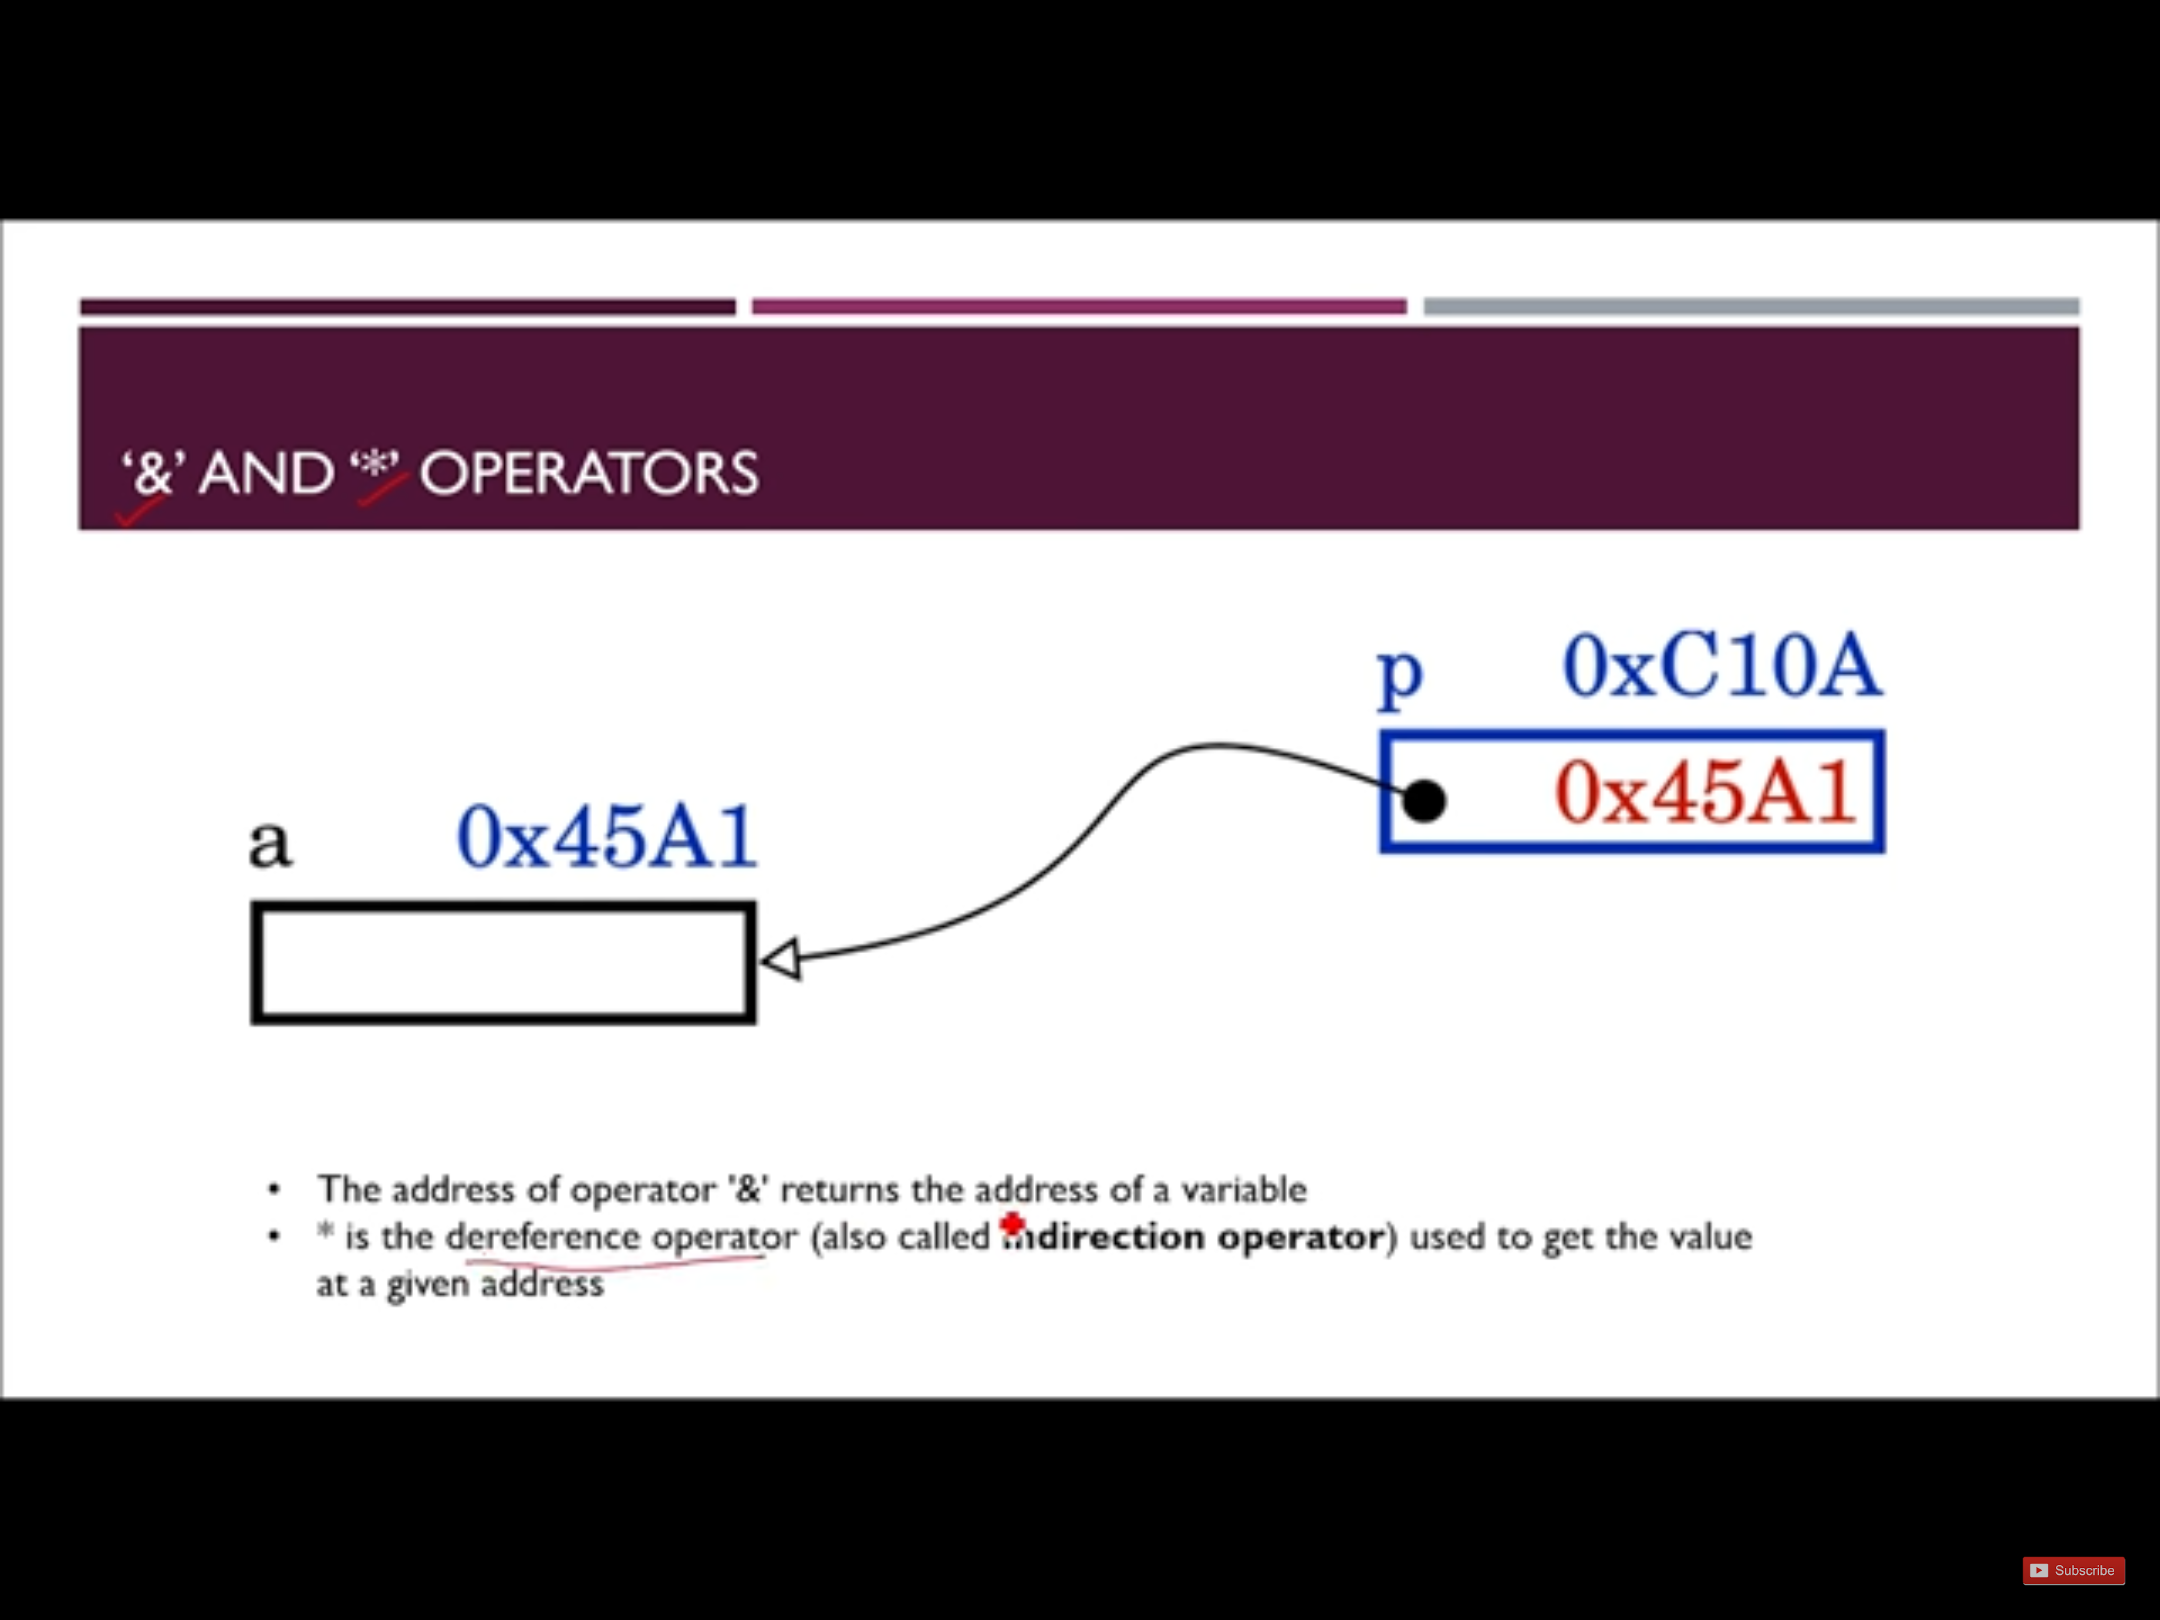 ‘&’ AND ‘*’ OPERATORS
p 0xC10A
0x45A1
a 0x45A1
• The address of operator '&' returns the address of a variable
• * is the dereference operator (also called indirection operator) used to get the value
at a given address
Subscribe